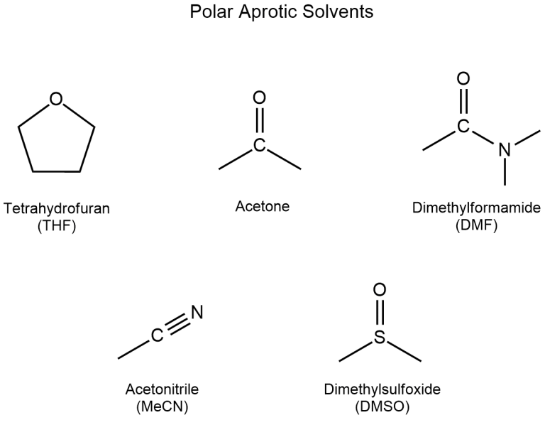 Polar Aprotic Solvents
O
O
O
C
C
N
Tetrahydrofuran
(THF)
Acetone
Dimethylformamide
(DMF)
O
N
C
S
Acetonitrile
(MeCN)
Dimethylsulfoxide
(DMSO)